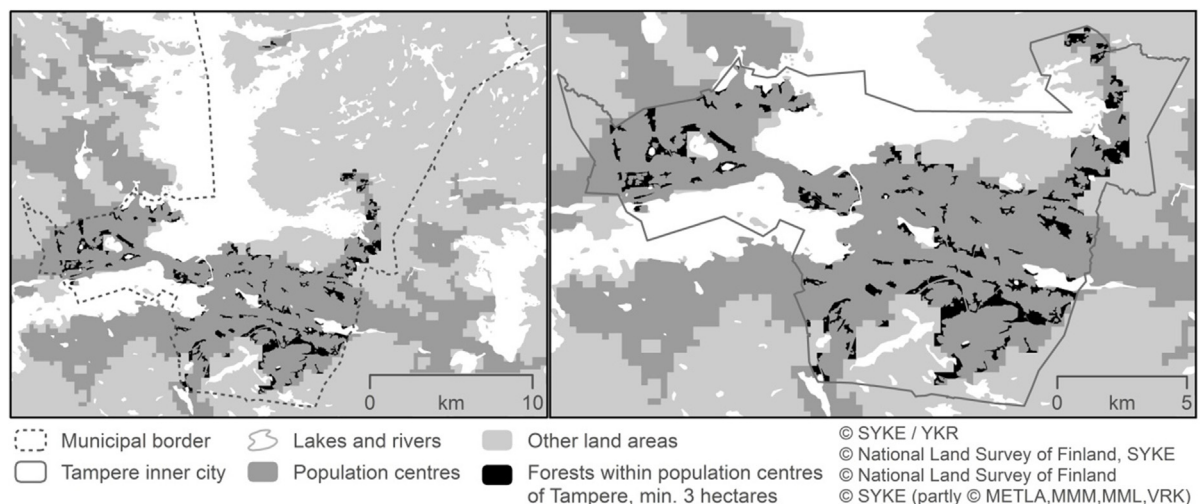 0 km 10
0 km 5
Municipal border
Lakes and rivers
Other land areas
Tampere inner city
Population centres
Forests within population centres
of Tampere, min. 3 hectares
© SYKE / YKR
© National Land Survey of Finland, SYKE
© National Land Survey of Finland
© SYKE (partly © METLA,MMM,MML,VRK)